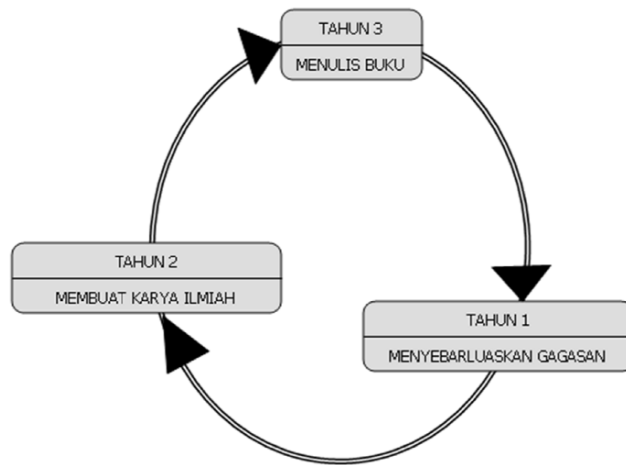 TAHUN 3
MENULIS BUKU
TAHUN 2
MEMBUAT KARYA ILMIAH
TAHUN 1
MENYEBARLUASKAN GAGASAN